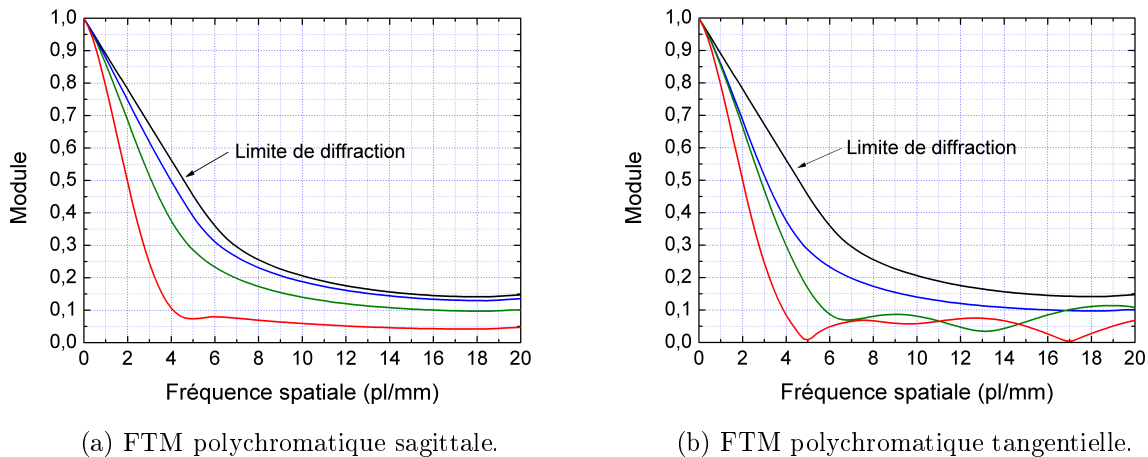 1,0
0,9
0,8
0,7
0,6
0,5
0,4
0,3
0,2
0,1
0,0
Module
Limite de diffraction
0 2 4 6 8 10 12 14 16 18 20
Fréquence spatiale (pl/mm)
(a) FTM polychromatique sagittale.
1,0
0,9
0,8
0,7
0,6
0,5
0,4
0,3
0,2
0,1
0,0
Module
Limite de diffraction
0 2 4 6 8 10 12 14 16 18 20
Fréquence spatiale (pl/mm)
(b) FTM polychromatique tangentielle.